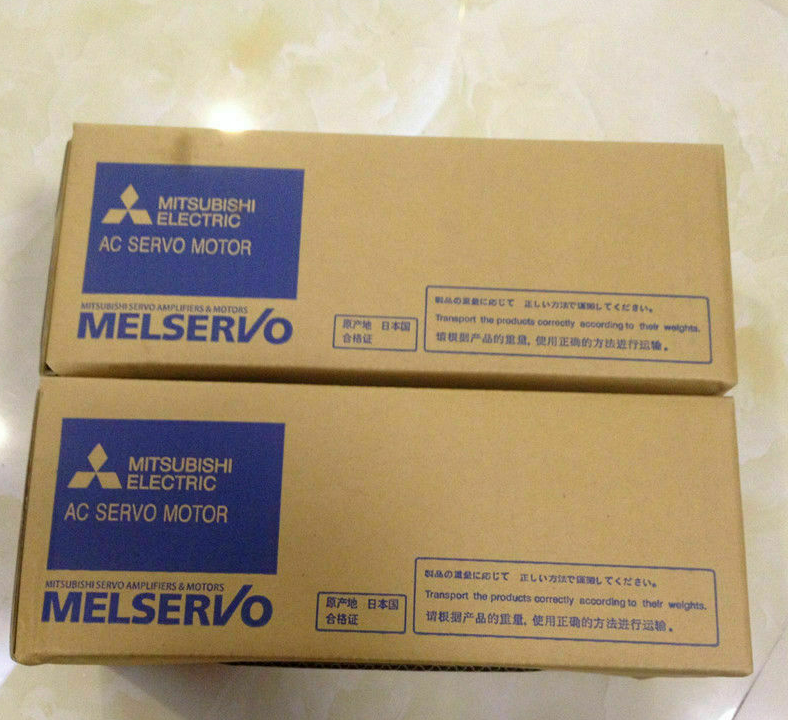 MITSUBISHI
ELECTRIC
AC SERVO MOTOR
MITSUBISHI SERVO AMPLIFIERS & MOTORS
MELSERVO
原产地 日本国
合格证
製品の重量に応じて 正しい方法で運搬してください。
Transport the products correctly according to their weights.
请根据产品的重量, 使用正确的方法进行运输。
MITSUBISHI
ELECTRIC
AC SERVO MOTOR
MITSUBISHI SERVO AMPLIFIERS & MOTORS
MELSERVO
原产地 日本国
合格证
製品の重量に応じて 正しい方法で運搬してください。
Transport the products correctly according to their weights.
请根据产品的重量, 使用正确的方法进行运输。